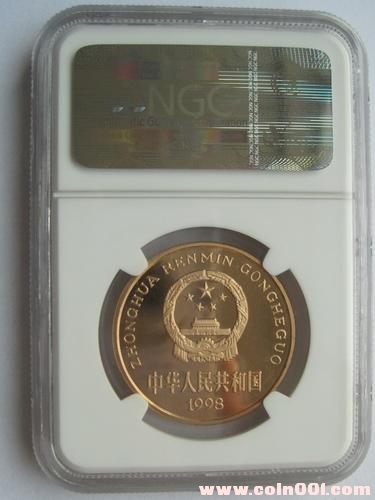 NGC
ZHONGHUA RENMIN GONGHEGUO
中华人民共和国
1998
www.coin001.com